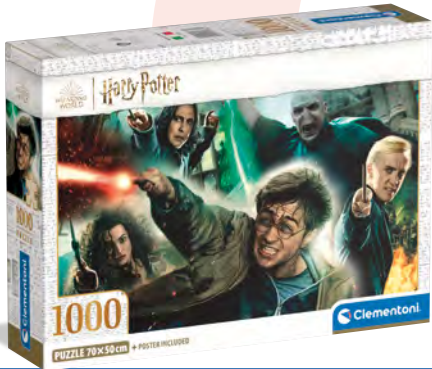 WIZARDING WORLD
Harry Potter
1000
Clementoni
1000
PUZZLE 70x50cm + POSTER INCLUDED
Clementoni